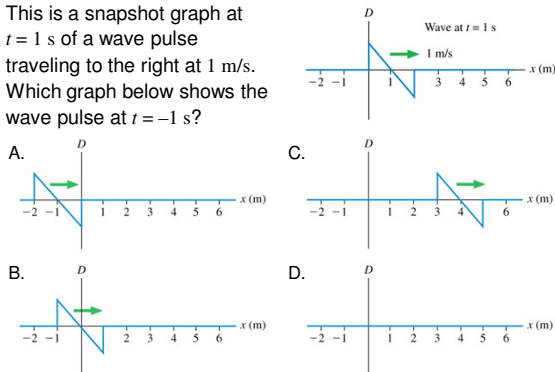 This is a snapshot graph at
t = 1 s of a wave pulse
traveling to the right at 1 m/s.
Which graph below shows the
wave pulse at t = –1 s?
D
Wave at t = 1 s
1 m/s
x (m)
–2 –1 1 2 3 4 5 6
A.
D
x (m)
–2 –1 1 2 3 4 5 6
C.
D
x (m)
–2 –1 1 2 3 4 6
B.
D
x (m)
–2 –1 1 2 3 4 5 6
D.
D
x (m)
–2 –1 1 2 3 4 5 6